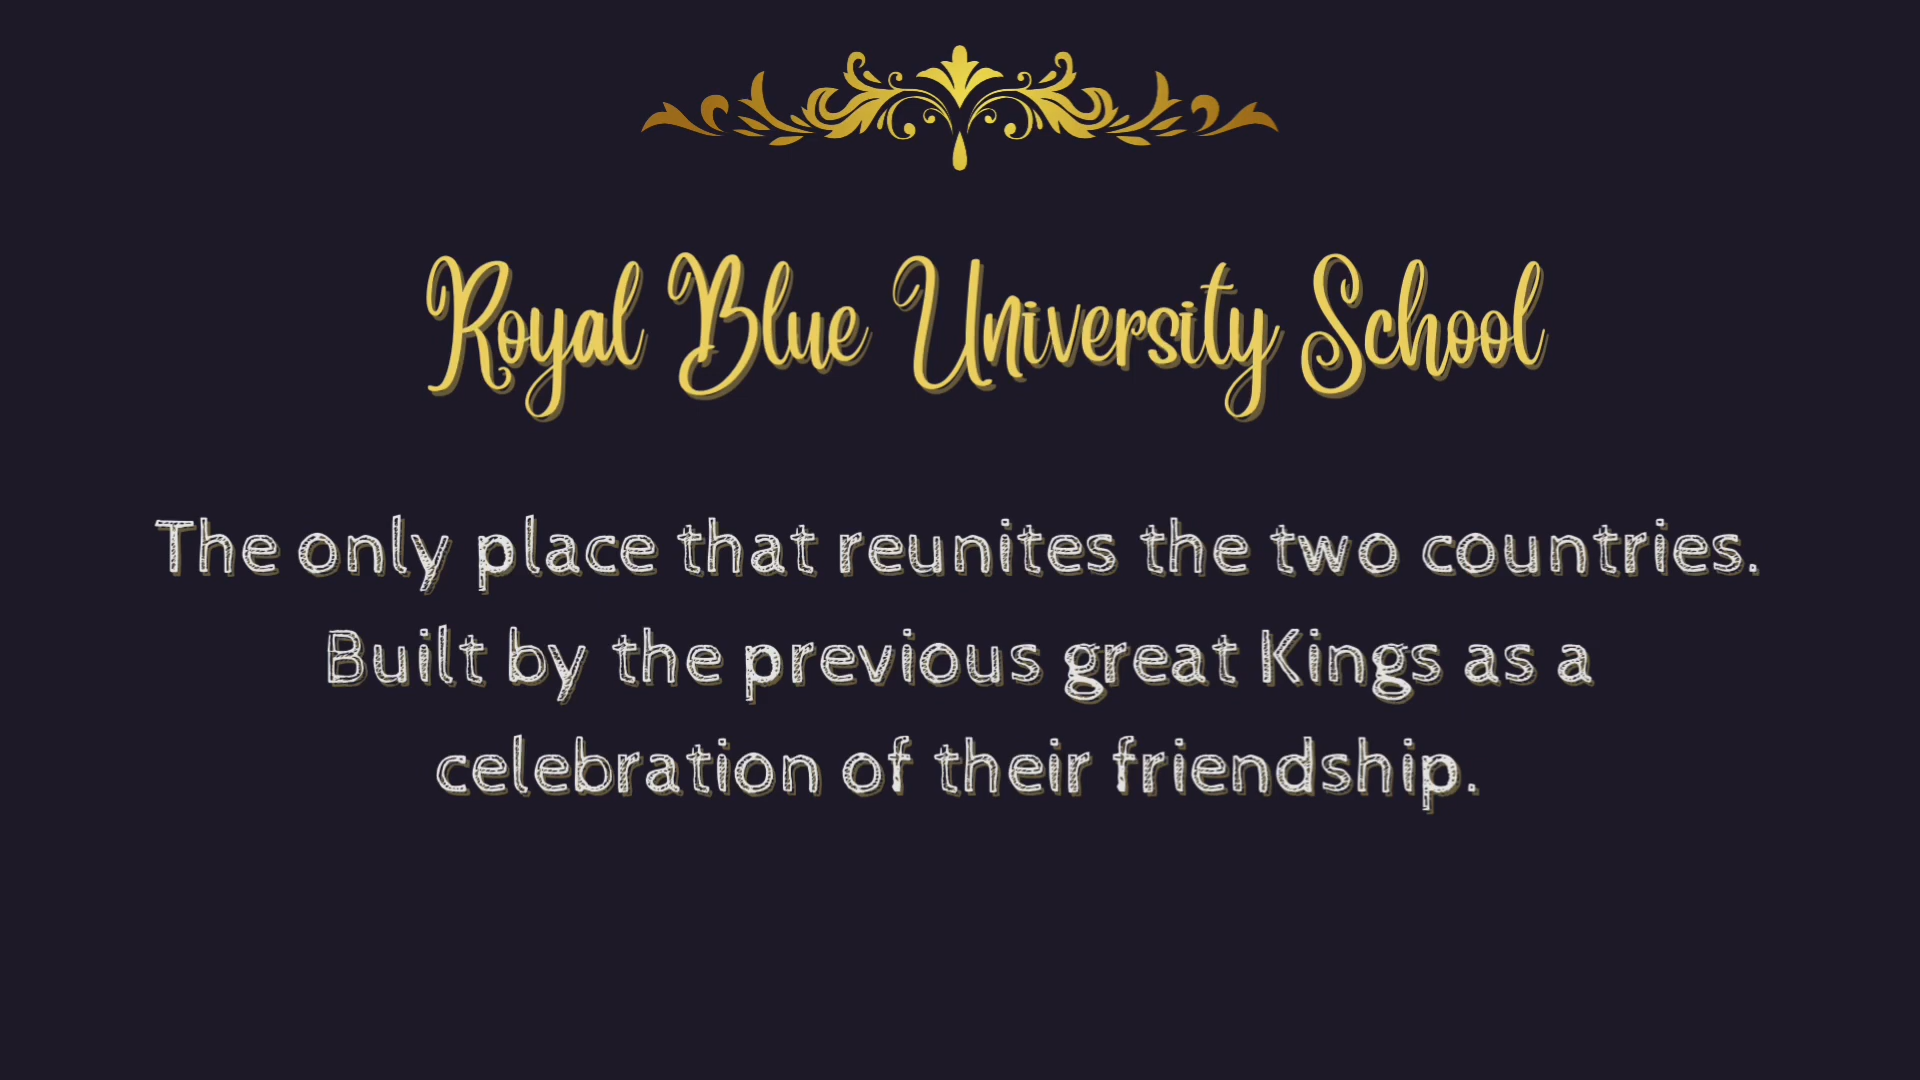 Royal Blue University School
The only place that reunites the two countries.
Built by the previous great Kings as a
celebration of their friendship.